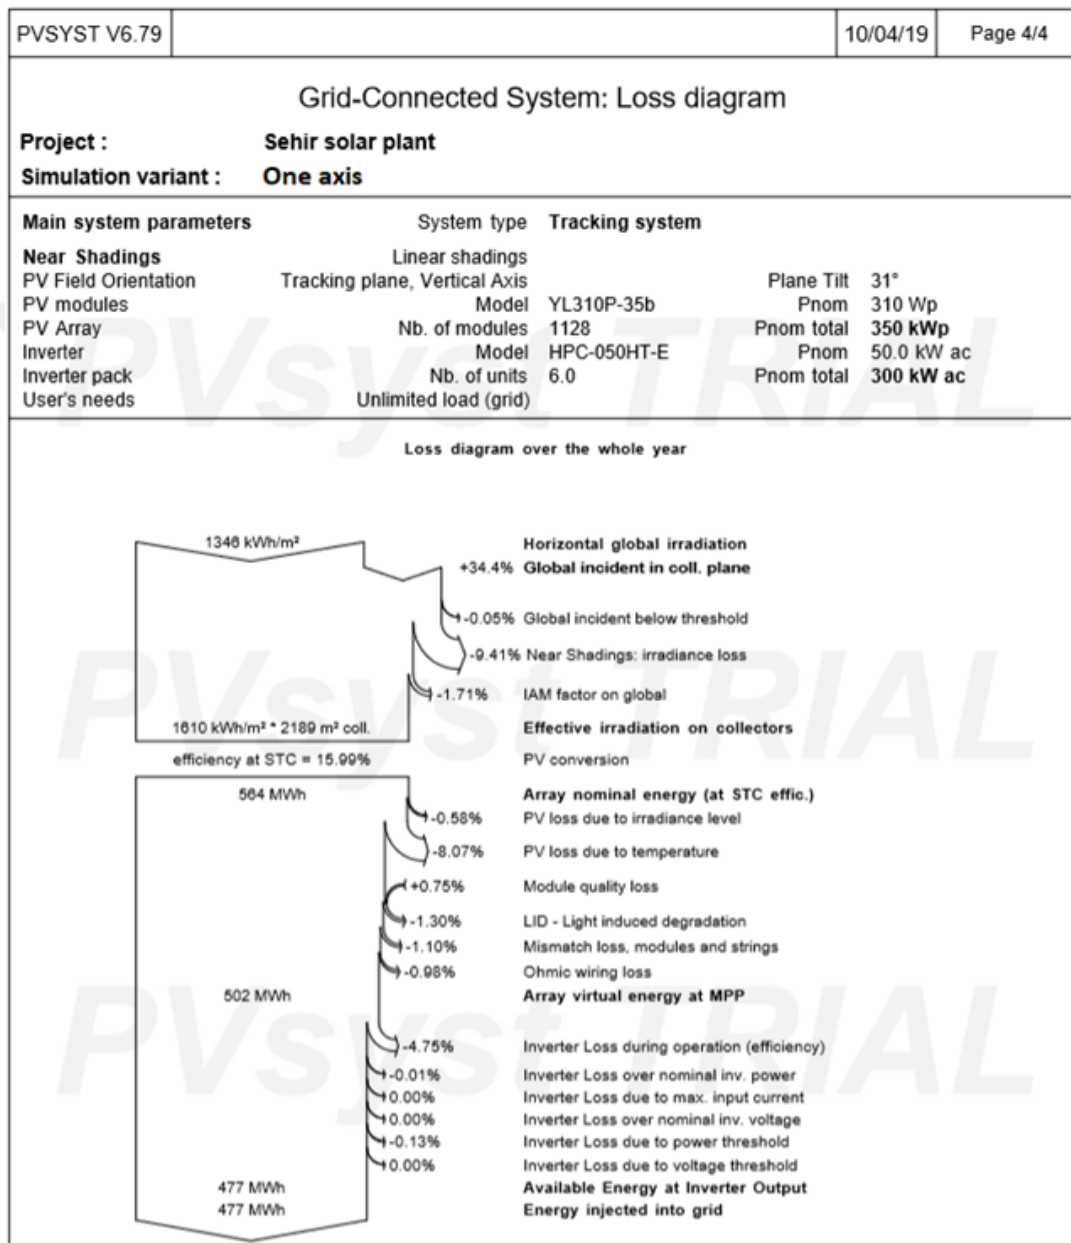 PVSYST V6.79 10/04/19 Page 4/4
Grid-Connected System: Loss diagram
Project : Sehir solar plant
Simulation variant : One axis
Main system parameters System type Tracking system
Near Shadings Linear shadings
PV Field Orientation Tracking plane, Vertical Axis Plane Tilt 31°
PV modules Model YL310P-35b Pnom 310 Wp
PV Array Nb. of modules 1128 Pnom total 350 kWp
Inverter Model HPC-050HT-E Pnom 50.0 kW ac
Inverter pack Nb. of units 6.0 Pnom total 300 kW ac
User's needs Unlimited load (grid)
PVsyst TRIAL
Loss diagram over the whole year
1346 kWh/m² Horizontal global irradiation
+34.4% Global incident in coll. plane
-0.05% Global incident below threshold
-9.41% Near Shadings: irradiance loss
-1.71% IAM factor on global
PVsyst TRIAL
1610 kWh/m² * 2189 m² coll. Effective irradiation on collectors
efficiency at STC = 15.99% PV conversion
564 MWh Array nominal energy (at STC effic.)
-0.58% PV loss due to irradiance level
-8.07% PV loss due to temperature
+0.75% Module quality loss
-1.30% LID - Light induced degradation
-1.10% Mismatch loss, modules and strings
-0.98% Ohmic wiring loss
502 MWh Array virtual energy at MPP
PVsyst TRIAL
-4.75% Inverter Loss during operation (efficiency)
-0.01% Inverter Loss over nominal inv. power
0.00% Inverter Loss due to max. input current
0.00% Inverter Loss over nominal inv. voltage
-0.13% Inverter Loss due to power threshold
0.00% Inverter Loss due to voltage threshold
477 MWh Available Energy at Inverter Output
477 MWh Energy injected into grid